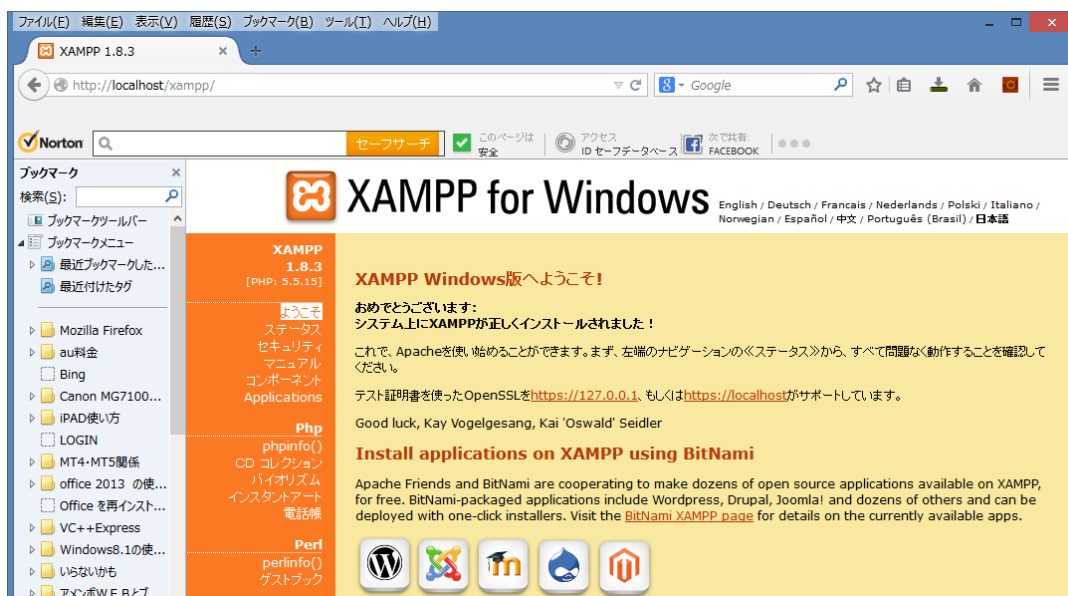 ファイル(F) 編集(E) 表示(V) 履歴(S) ブックマーク(B) ツール(T) ヘルプ(H)
XAMPP 1.8.3
http://localhost/xampp/
Google
Norton
セーフサーチ
このページは
安全
アクセス
ID セーフデータベース
次で共有:
FACEBOOK
ブックマーク
検索(S):
ブックマークツールバー
ブックマークメニュー
最近ブックマークした...
最近付けたタグ
Mozilla Firefox
au料金
Bing
Canon MG7100...
iPAD使い方
LOGIN
MT4・MT5関係
office 2013 の使...
Office を再インスト...
VC++Express
Windows8.1の使...
いらないかも
アメンボWEBとブ
XAMPP for Windows
English / Deutsch / Francais / Nederlands / Polski / Italiano /
Norwegian / Español / 中文 / Português (Brasil) / 日本語
XAMPP
1.8.3
[PHP: 5.5.15]
ようこそ
ステータス
セキュリティ
マニュアル
コンポーネント
Applications
Php
phpinfo()
CD コレクション
バイオリズム
インスタントアート
電話帳
Perl
perlinfo()
ゲストブック
XAMPP Windows版へようこそ!
おめでとうございます:
システム上にXAMPPが正しくインストールされました！
これで、Apacheを使い始めることができます。まず、左端のナビゲーションの≪ステータス≫から、すべて問題なく動作することを確認して
ください。
テスト証明書を使ったOpenSSLをhttps://127.0.0.1、もしくはhttps://localhostがサポートしています。
Good luck, Kay Vogelgesang, Kai 'Oswald' Seidler
Install applications on XAMPP using BitNami
Apache Friends and BitNami are cooperating to make dozens of open source applications available on XAMPP,
for free. BitNami-packaged applications include Wordpress, Drupal, Joomla! and dozens of others and can be
deployed with one-click installers. Visit the BitNami XAMPP page for details on the currently available apps.